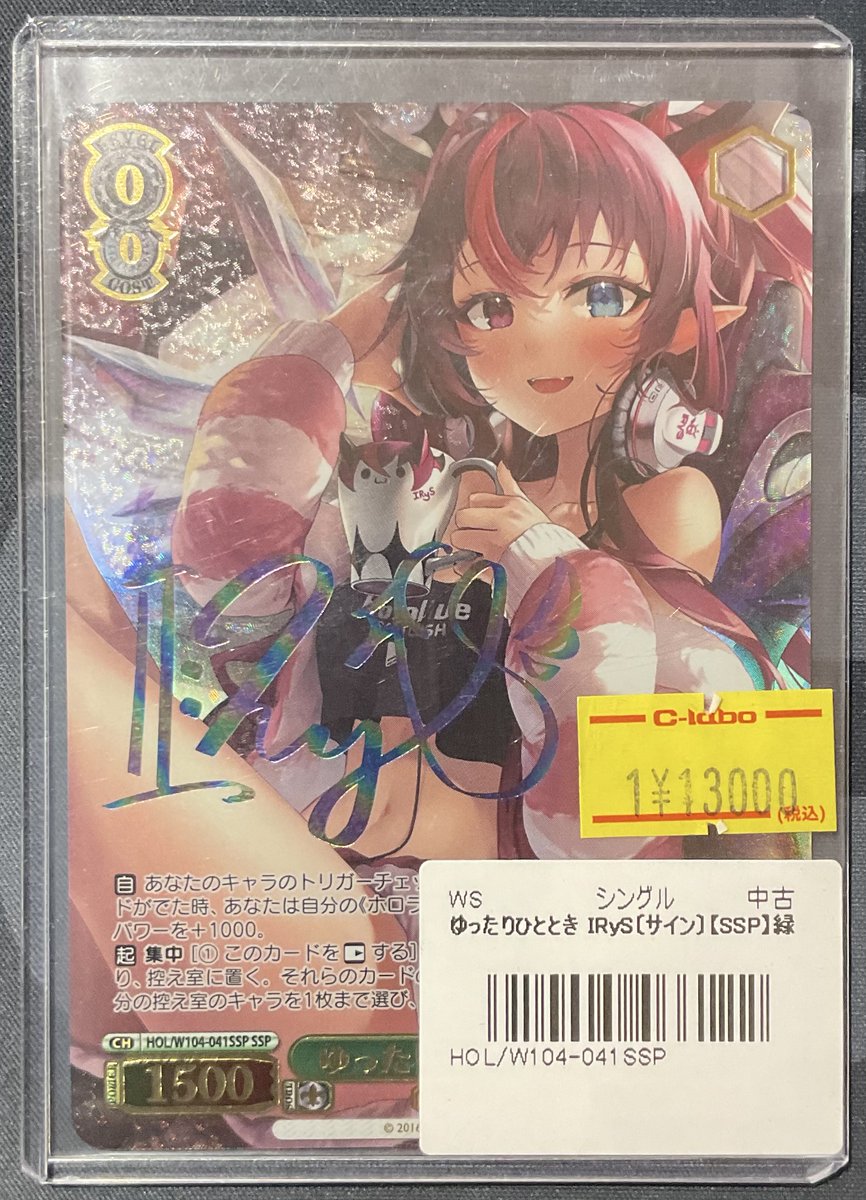 LEVEL
0
0
COST
IRyS
hololive
ENGLISH
IRyS
C-labo
1¥13000
(税込)
自 あなたのキャラのトリガーチェッ
ドがでた時、あなたは自分の《ホロラ
パワーを+1000。
起 集中 [① このカードを する]
り、控え室に置く。それらのカードの
分の控え室のキャラを1枚まで選び、
WS シングル 中古
ゆったりひととき IRyS〔サイン〕【SSP】緑
HOL/W104-041SSP
CH HOL/W104-041SSP SSP
POWER 1500
ゆった
© 2016